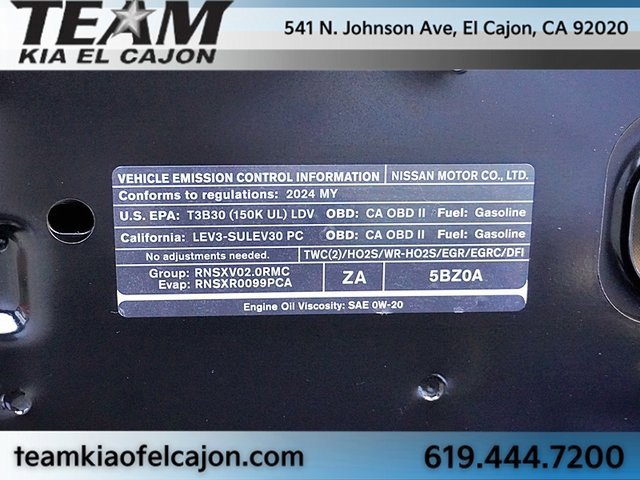 TEAM
KIA EL CAJON
541 N. Johnson Ave, El Cajon, CA 92020
VEHICLE EMISSION CONTROL INFORMATION NISSAN MOTOR CO., LTD.
Conforms to regulations: 2024 MY
U.S. EPA: T3B30 (150K UL) LDV OBD: CA OBD II Fuel: Gasoline
California: LEV3-SULEV30 PC OBD: CA OBD II Fuel: Gasoline
No adjustments needed. TWC(2)/HO2S/WR-HO2S/EGR/EGRC/DFI
Group: RNSXV02.0RMC ZA 5BZ0A
Evap: RNSXR0099PCA
Engine Oil Viscosity: SAE 0W-20
teamkiaofelcajon.com 619.444.7200